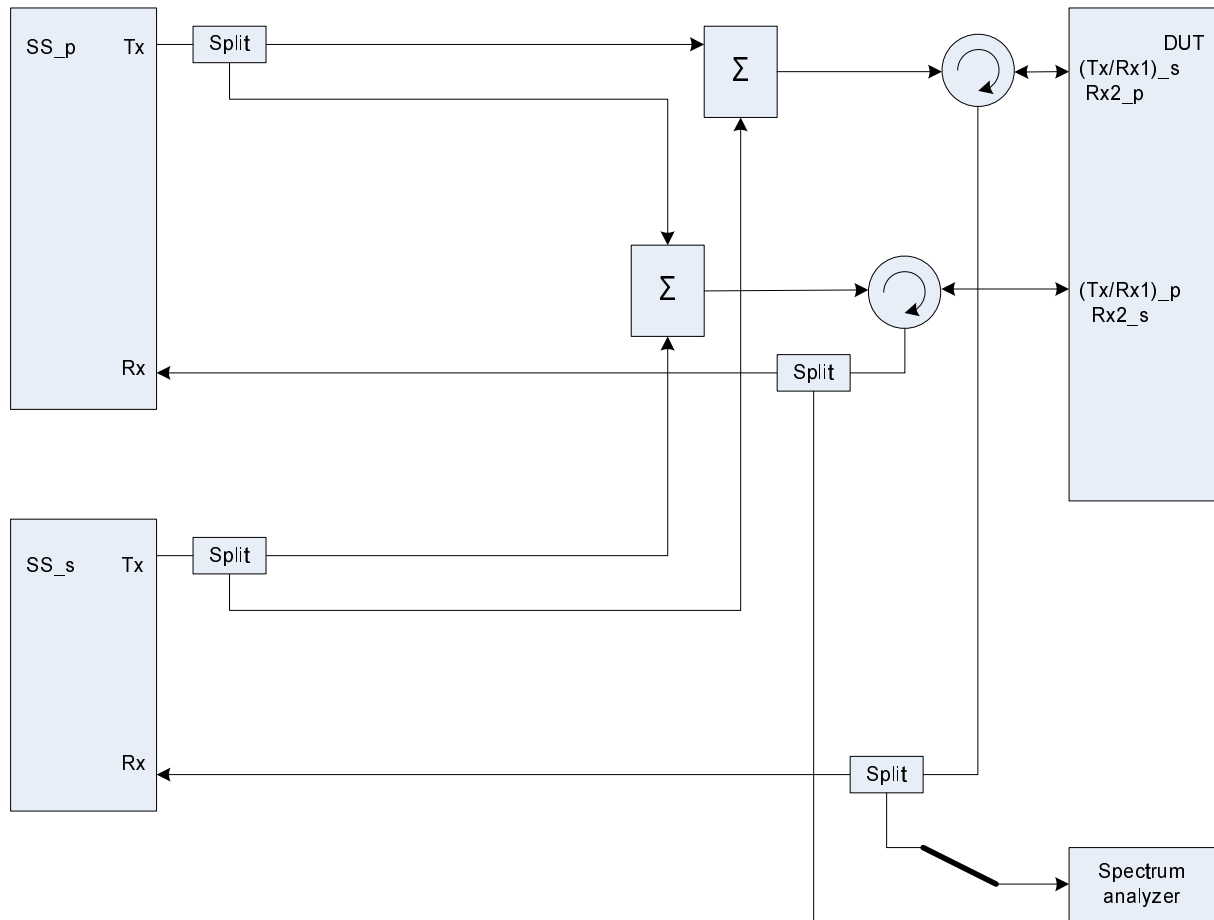 SS_p
Tx
Split
Σ
DUT
(Tx/Rx1)_s
Rx2_p
Σ
(Tx/Rx1)_p
Rx2_s
Rx
Split
SS_s
Tx
Split
Rx
Split
Spectrum
analyzer